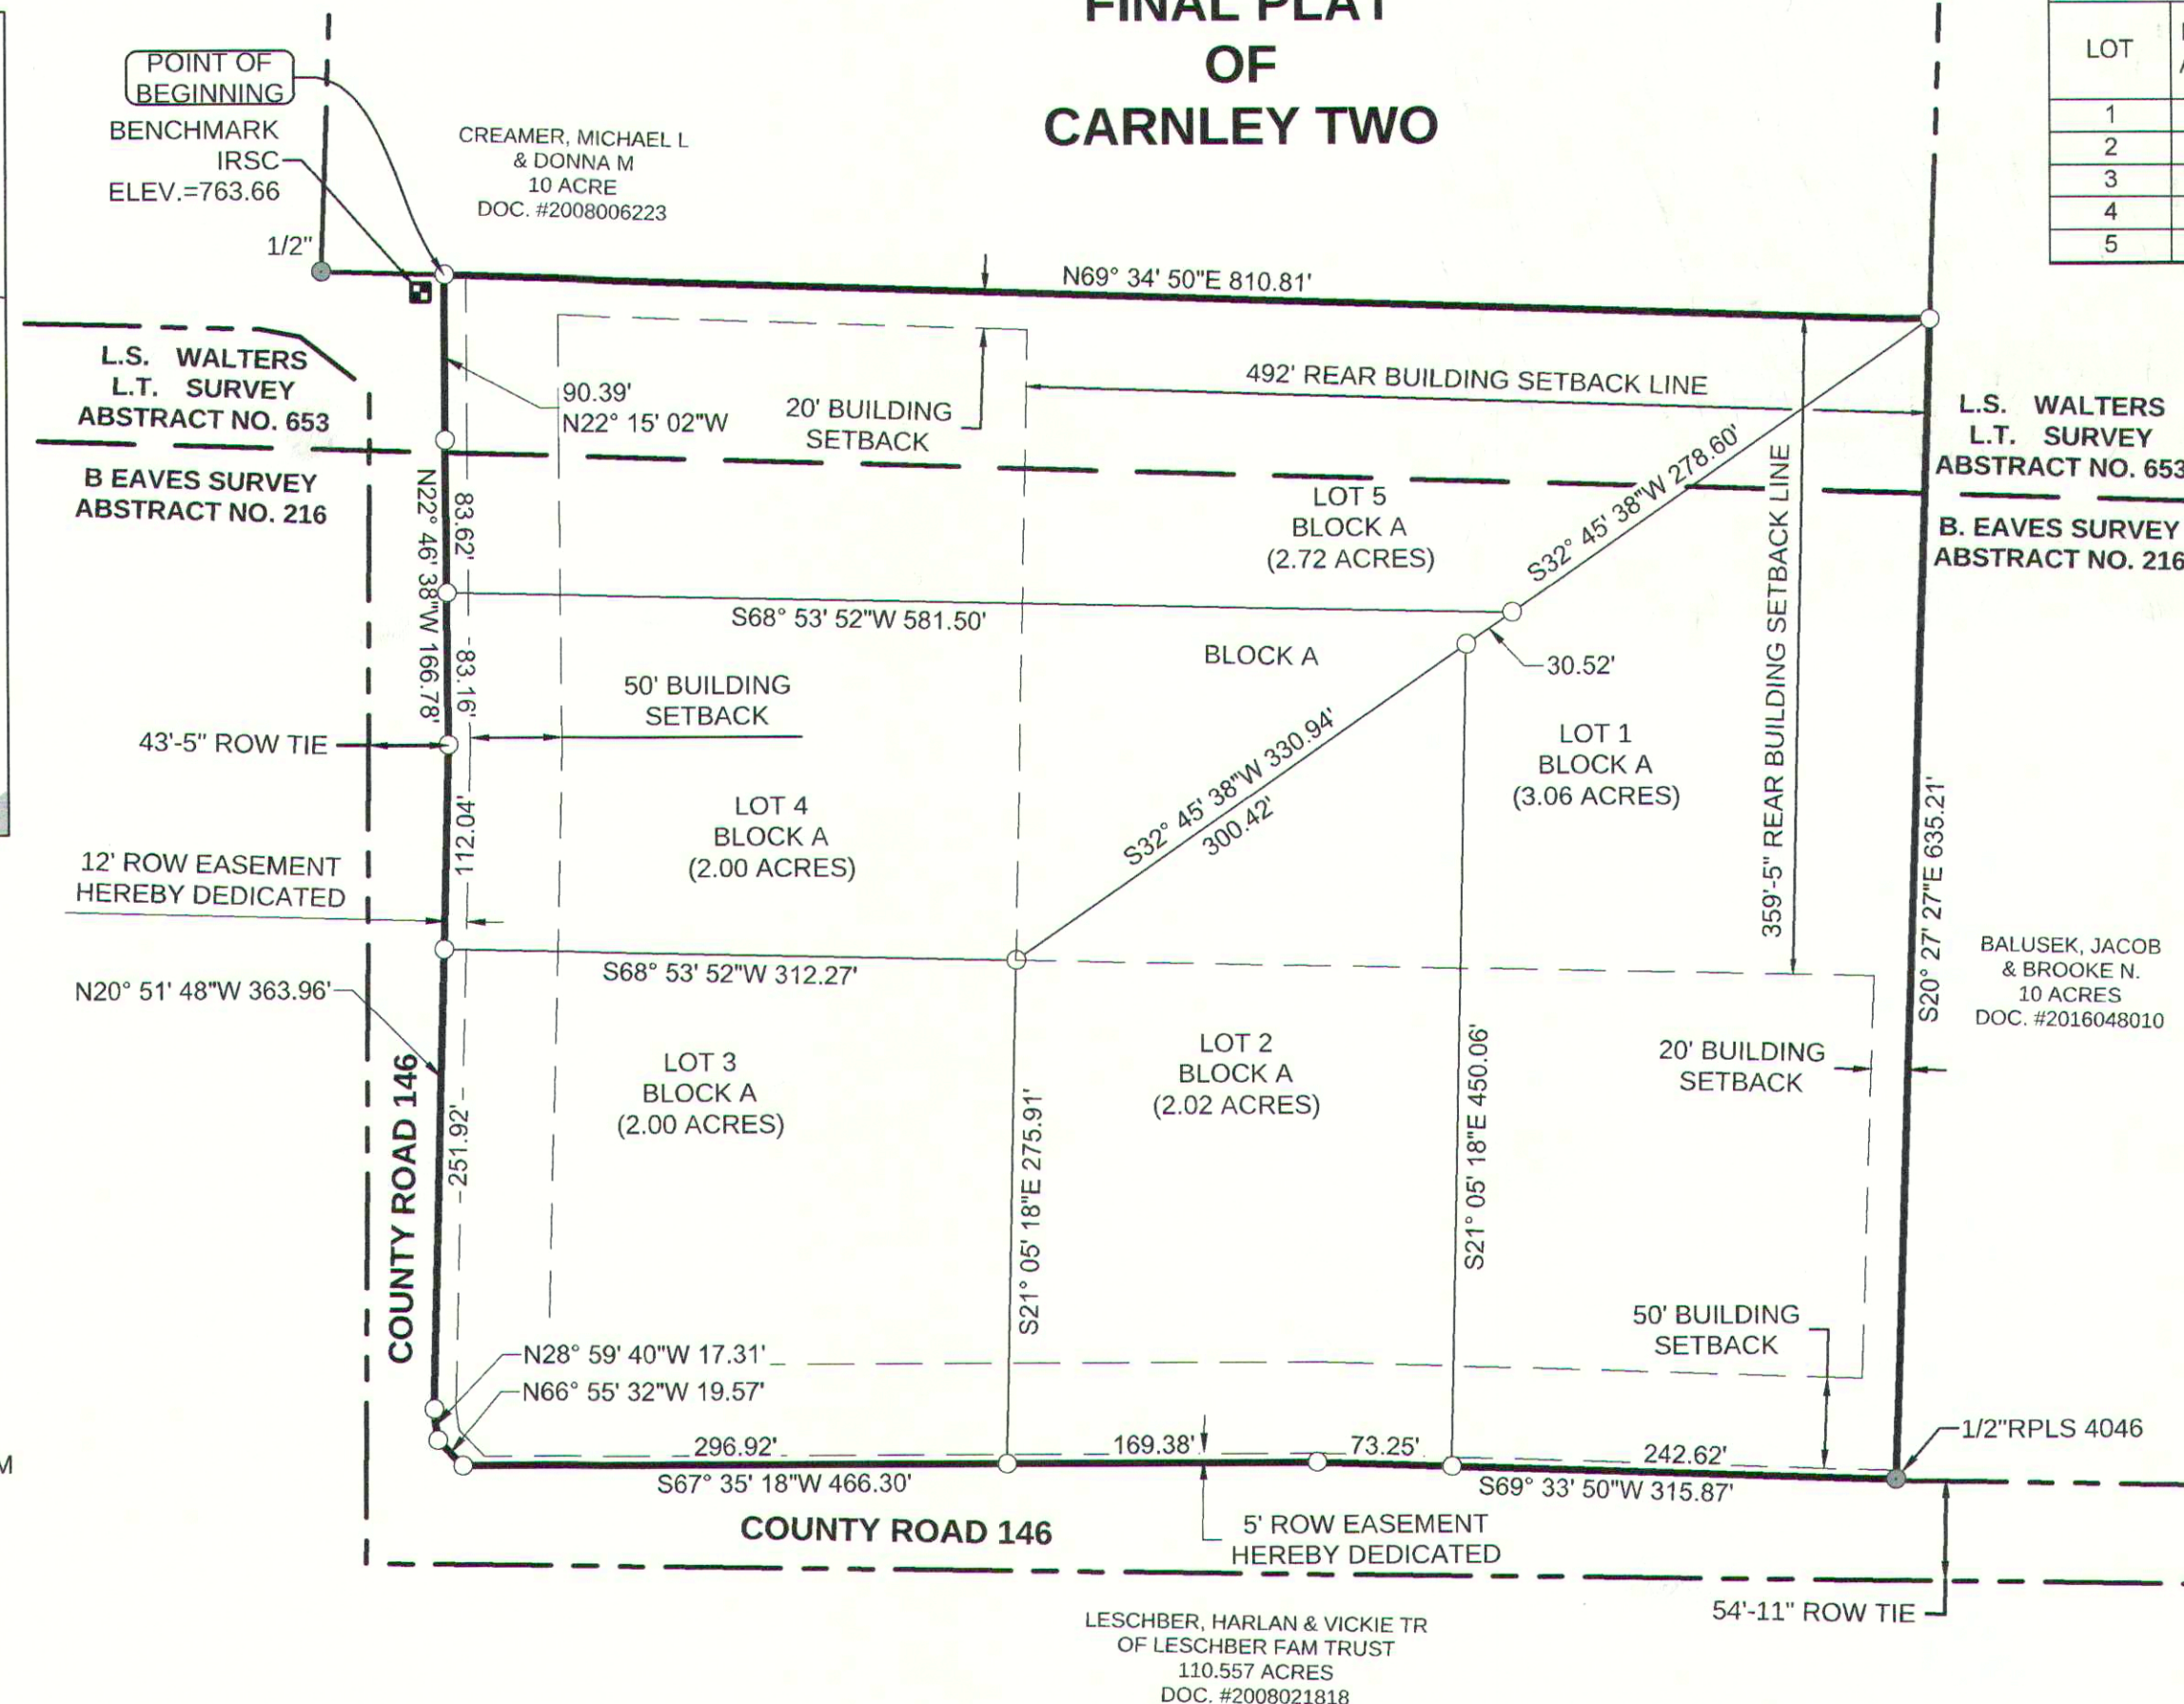 FINAL PLAT
OF
CARNLEY TWO
LOT
1
2
3
4
5
POINT OF
BEGINNING
BENCHMARK
IRSC
ELEV.=763.66
1/2"
CREAMER, MICHAEL L
& DONNA M
10 ACRE
DOC. #2008006223
N69° 34' 50"E 810.81'
L.S. WALTERS
L.T. SURVEY
ABSTRACT NO. 653
B EAVES SURVEY
ABSTRACT NO. 216
90.39'
N22° 15' 02"W
20' BUILDING
SETBACK
492' REAR BUILDING SETBACK LINE
L.S. WALTERS
L.T. SURVEY
ABSTRACT NO. 653
B. EAVES SURVEY
ABSTRACT NO. 216
N22° 46' 38"W 166.78'
83.62'
83.16'
LOT 5
BLOCK A
(2.72 ACRES)
S32° 45' 38"W 278.60'
359'-5" REAR BUILDING SETBACK LINE
S68° 53' 52"W 581.50'
BLOCK A
30.52'
50' BUILDING
SETBACK
43'-5" ROW TIE
LOT 1
BLOCK A
(3.06 ACRES)
S32° 45' 38"W 330.94'
300.42'
112.04'
LOT 4
BLOCK A
(2.00 ACRES)
12' ROW EASEMENT
HEREBY DEDICATED
S20° 27' 27"E 635.21'
BALUSEK, JACOB
& BROOKE N.
10 ACRES
DOC. #2016048010
S68° 53' 52"W 312.27'
N20° 51' 48"W 363.96'
COUNTY ROAD 146
251.92'
LOT 3
BLOCK A
(2.00 ACRES)
S21° 05' 18"E 275.91'
LOT 2
BLOCK A
(2.02 ACRES)
S21° 05' 18"E 450.06'
20' BUILDING
SETBACK
50' BUILDING
SETBACK
N28° 59' 40"W 17.31'
N66° 55' 32"W 19.57'
296.92'
169.38'
73.25'
242.62'
1/2"RPLS 4046
S67° 35' 18"W 466.30'
S69° 33' 50"W 315.87'
M
COUNTY ROAD 146
5' ROW EASEMENT
HEREBY DEDICATED
54'-11" ROW TIE
LESCHBER, HARLAN & VICKIE TR
OF LESCHBER FAM TRUST
110.557 ACRES
DOC. #2008021818